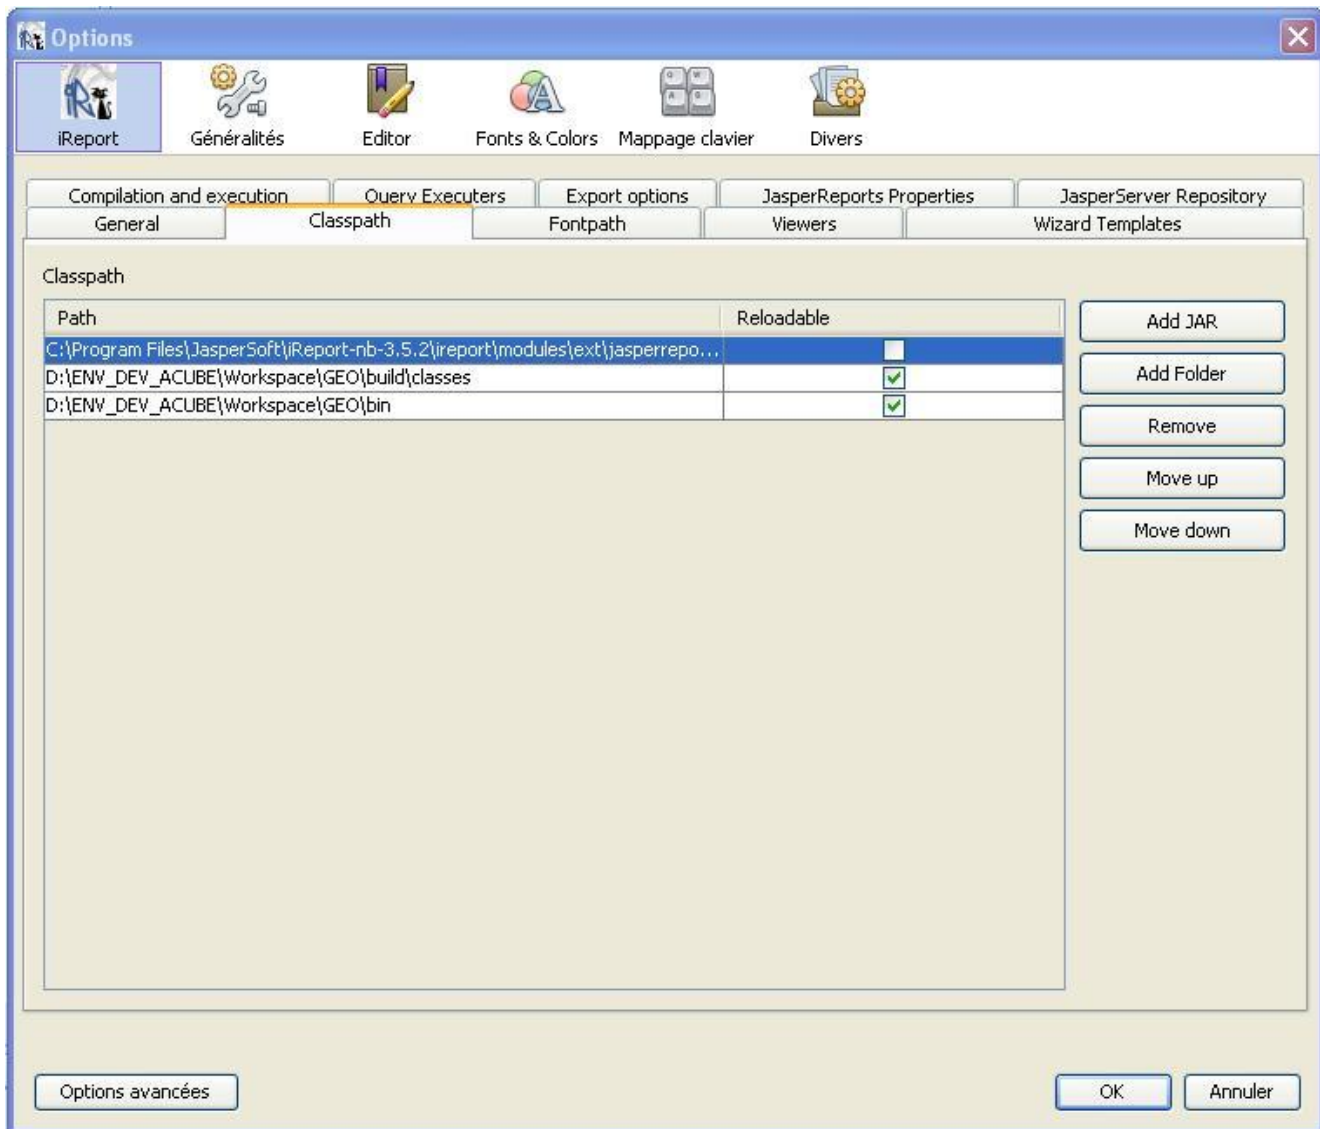 Options
iReport Généralités Editor Fonts & Colors Mappage clavier Divers
Compilation and execution Query Executers Export options JasperReports Properties JasperServer Repository
General Classpath Fontpath Viewers Wizard Templates
Classpath
Path Reloadable
C:\Program Files\JasperSoft\iReport-nb-3.5.2\ireport\modules\ext\jasperrepo...
D:\ENV_DEV_ACUBE\Workspace\GEO\build\classes
D:\ENV_DEV_ACUBE\Workspace\GEO\bin
Add JAR
Add Folder
Remove
Move up
Move down
Options avancées OK Annuler